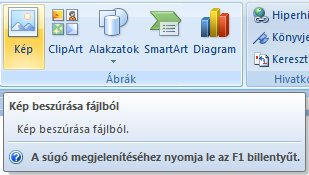 Kép
ClipArt
Alakzatok
SmartArt
Diagram
Ábrák
Hiperhi
Könyvje
Kereszt
Hivatko
Kép beszúrása fájlból
Kép beszúrása fájlból.
A súgó megjelenítéséhez nyomja le az F1 billentyűt.